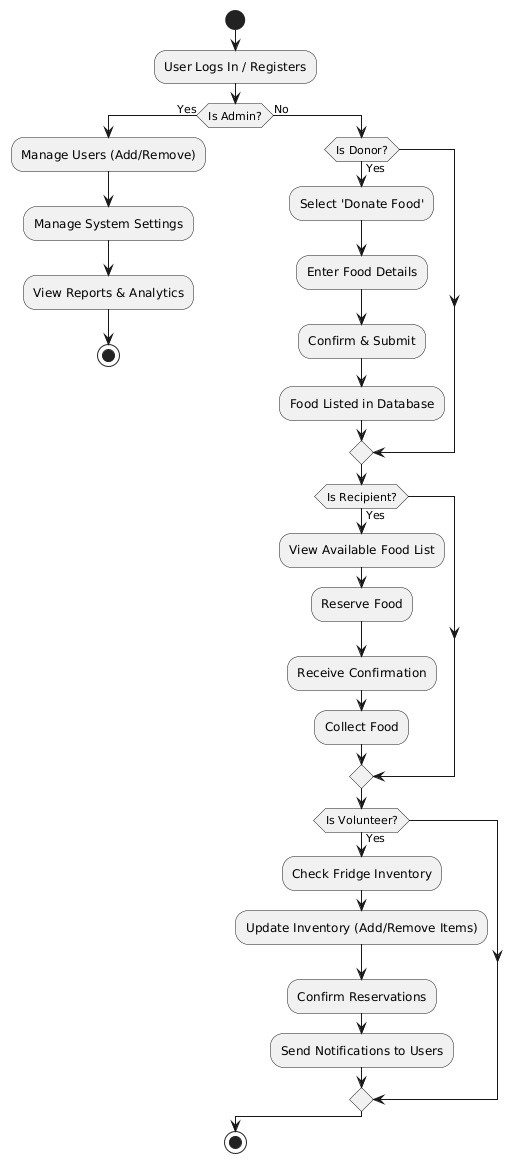 User Logs In / Registers
Yes
Is Admin?
No
Manage Users (Add/Remove)
Manage System Settings
View Reports & Analytics
Is Donor?
Yes
Select 'Donate Food'
Enter Food Details
Confirm & Submit
Food Listed in Database
Is Recipient?
Yes
View Available Food List
Reserve Food
Receive Confirmation
Collect Food
Is Volunteer?
Yes
Check Fridge Inventory
Update Inventory (Add/Remove Items)
Confirm Reservations
Send Notifications to Users